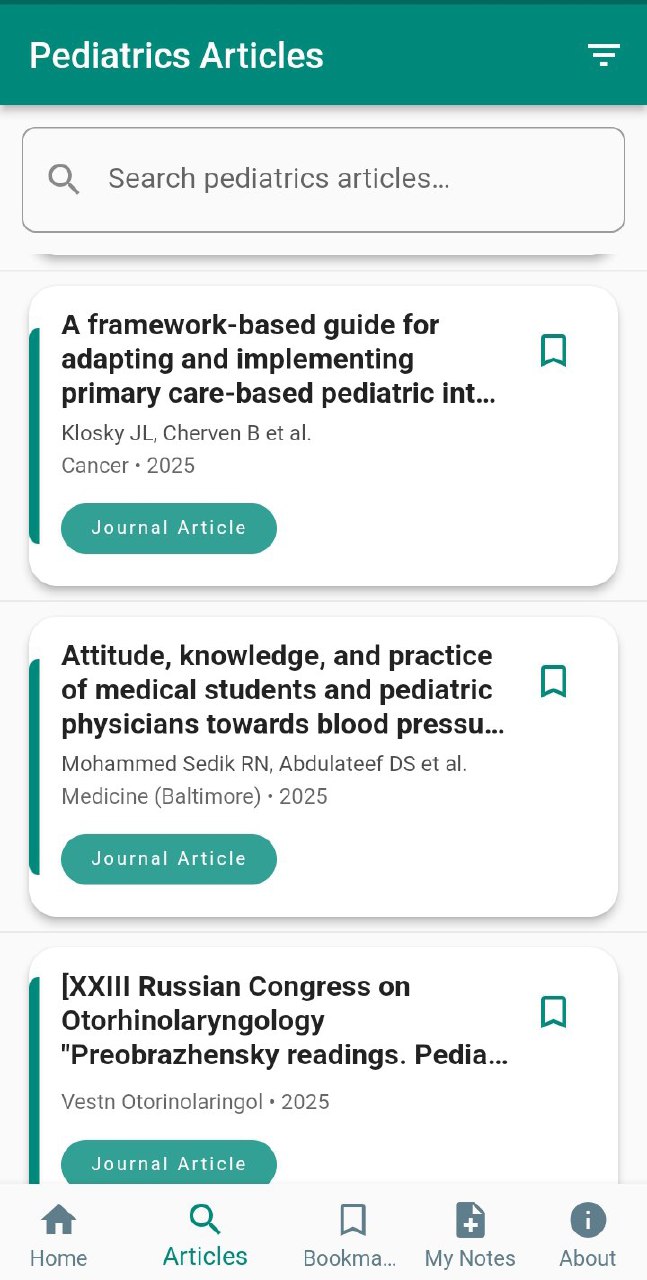 Pediatrics Articles
Search pediatrics articles...
A framework-based guide for
adapting and implementing
primary care-based pediatric int...
Klosky JL, Cherven B et al.
Cancer • 2025
Journal Article
Attitude, knowledge, and practice
of medical students and pediatric
physicians towards blood pressu...
Mohammed Sedik RN, Abdulateef DS et al.
Medicine (Baltimore) • 2025
Journal Article
[XXIII Russian Congress on
Otorhinolaryngology
"Preobrazhensky readings. Pedia...
Vestn Otorinolaringol • 2025
Journal Article
Home
Articles
Bookma...
My Notes
About